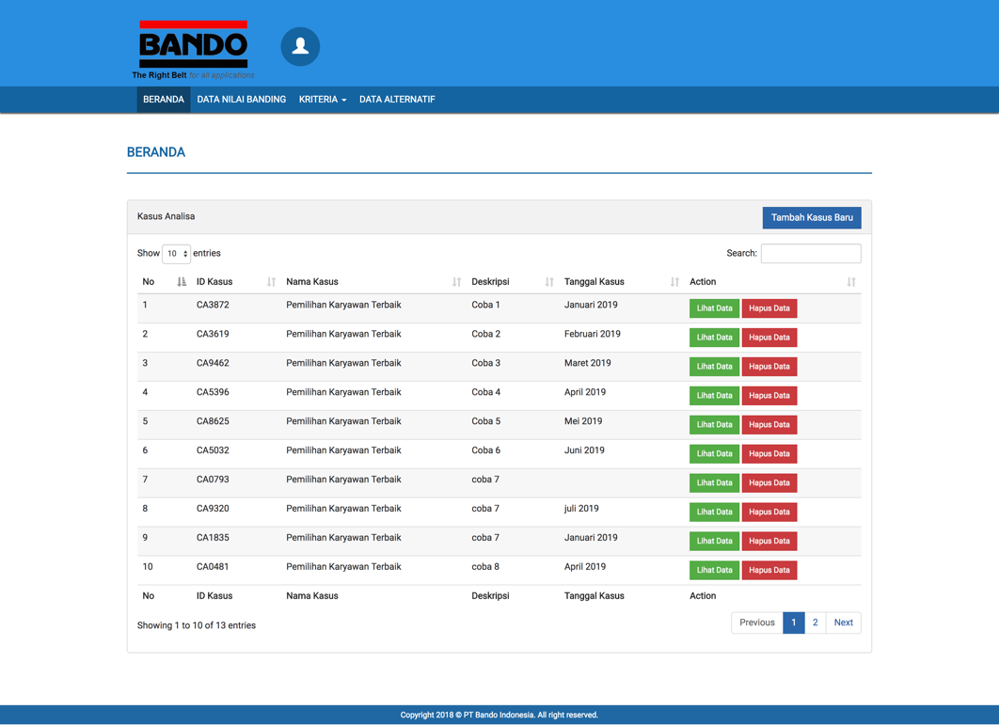 BANDO
The Right Belt for all applications
BERANDA DATA NILAI BANDING KRITERIA DATA ALTERNATIF
BERANDA
Kasus Analisa Tambah Kasus Baru
Show 10 entries Search:
No ID Kasus Nama Kasus Deskripsi Tanggal Kasus Action
1 CA3872 Pemilihan Karyawan Terbaik Coba 1 Januari 2019 Lihat Data Hapus Data
2 CA3619 Pemilihan Karyawan Terbaik Coba 2 Februari 2019 Lihat Data Hapus Data
3 CA9462 Pemilihan Karyawan Terbaik Coba 3 Maret 2019 Lihat Data Hapus Data
4 CA5396 Pemilihan Karyawan Terbaik Coba 4 April 2019 Lihat Data Hapus Data
5 CA8625 Pemilihan Karyawan Terbaik Coba 5 Mei 2019 Lihat Data Hapus Data
6 CA5032 Pemilihan Karyawan Terbaik Coba 6 Juni 2019 Lihat Data Hapus Data
7 CA0793 Pemilihan Karyawan Terbaik coba 7 Lihat Data Hapus Data
8 CA9320 Pemilihan Karyawan Terbaik coba 7 juli 2019 Lihat Data Hapus Data
9 CA1835 Pemilihan Karyawan Terbaik coba 7 Januari 2019 Lihat Data Hapus Data
10 CA0481 Pemilihan Karyawan Terbaik coba 8 April 2019 Lihat Data Hapus Data
No ID Kasus Nama Kasus Deskripsi Tanggal Kasus Action
Showing 1 to 10 of 13 entries Previous 1 2 Next
Copyright 2018 © PT Bando Indonesia. All right reserved.